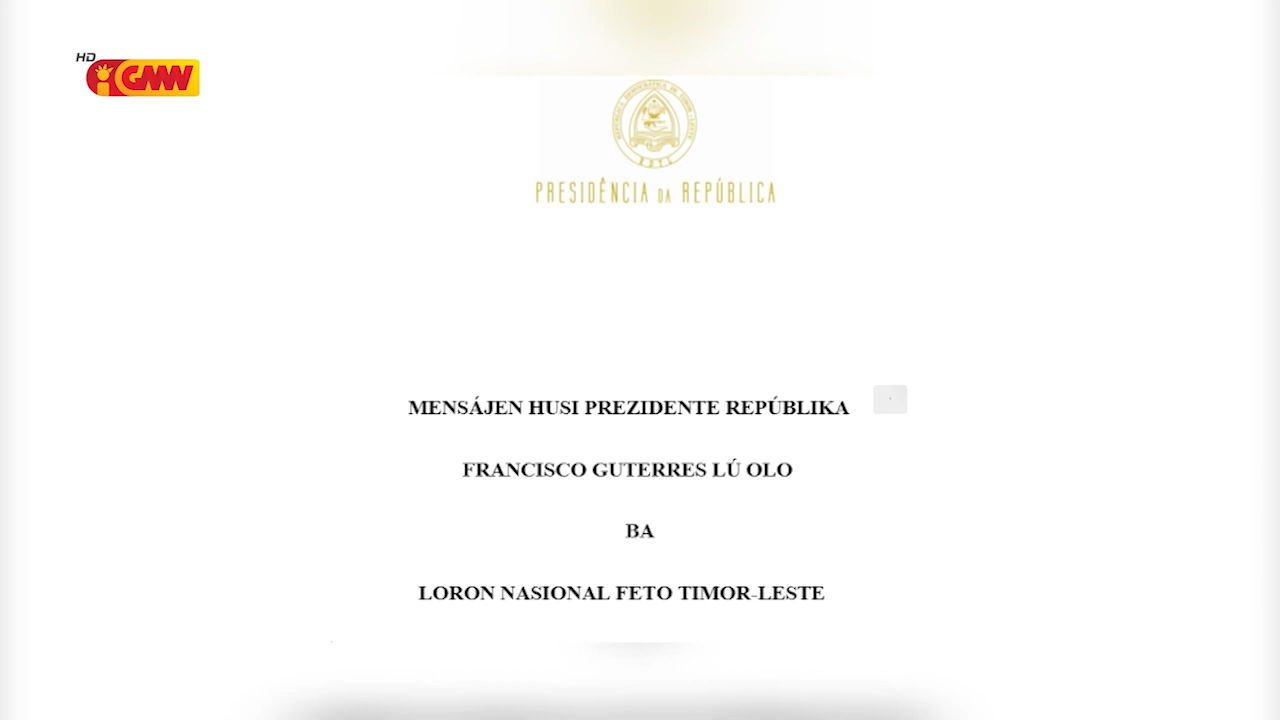 HD
GMN
PRESIDÊNCIA DA REPÚBLICA
MENSÁJEN HUSI PREZIDENTE REPÚBLIKA
FRANCISCO GUTERRES LÚ OLO
BA
LORON NASIONAL FETO TIMOR-LESTE